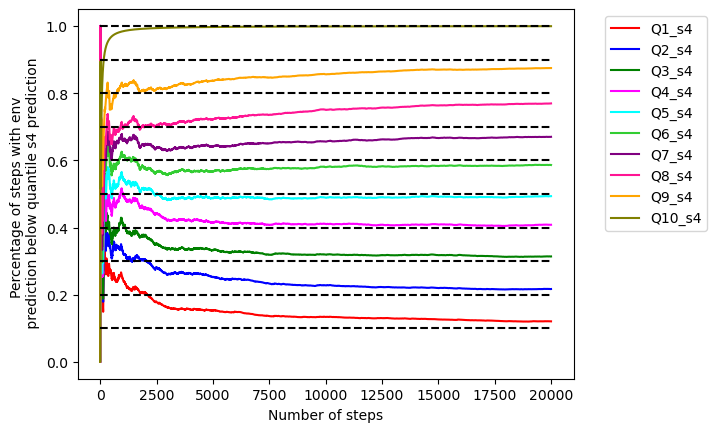 Percentage of steps with env
prediction below quantile s4 prediction
1.0
0.8
0.6
0.4
0.2
0.0
0
2500
5000
7500
10000
12500
15000
17500
20000
Number of steps
Q1_s4
Q2_s4
Q3_s4
Q4_s4
Q5_s4
Q6_s4
Q7_s4
Q8_s4
Q9_s4
Q10_s4